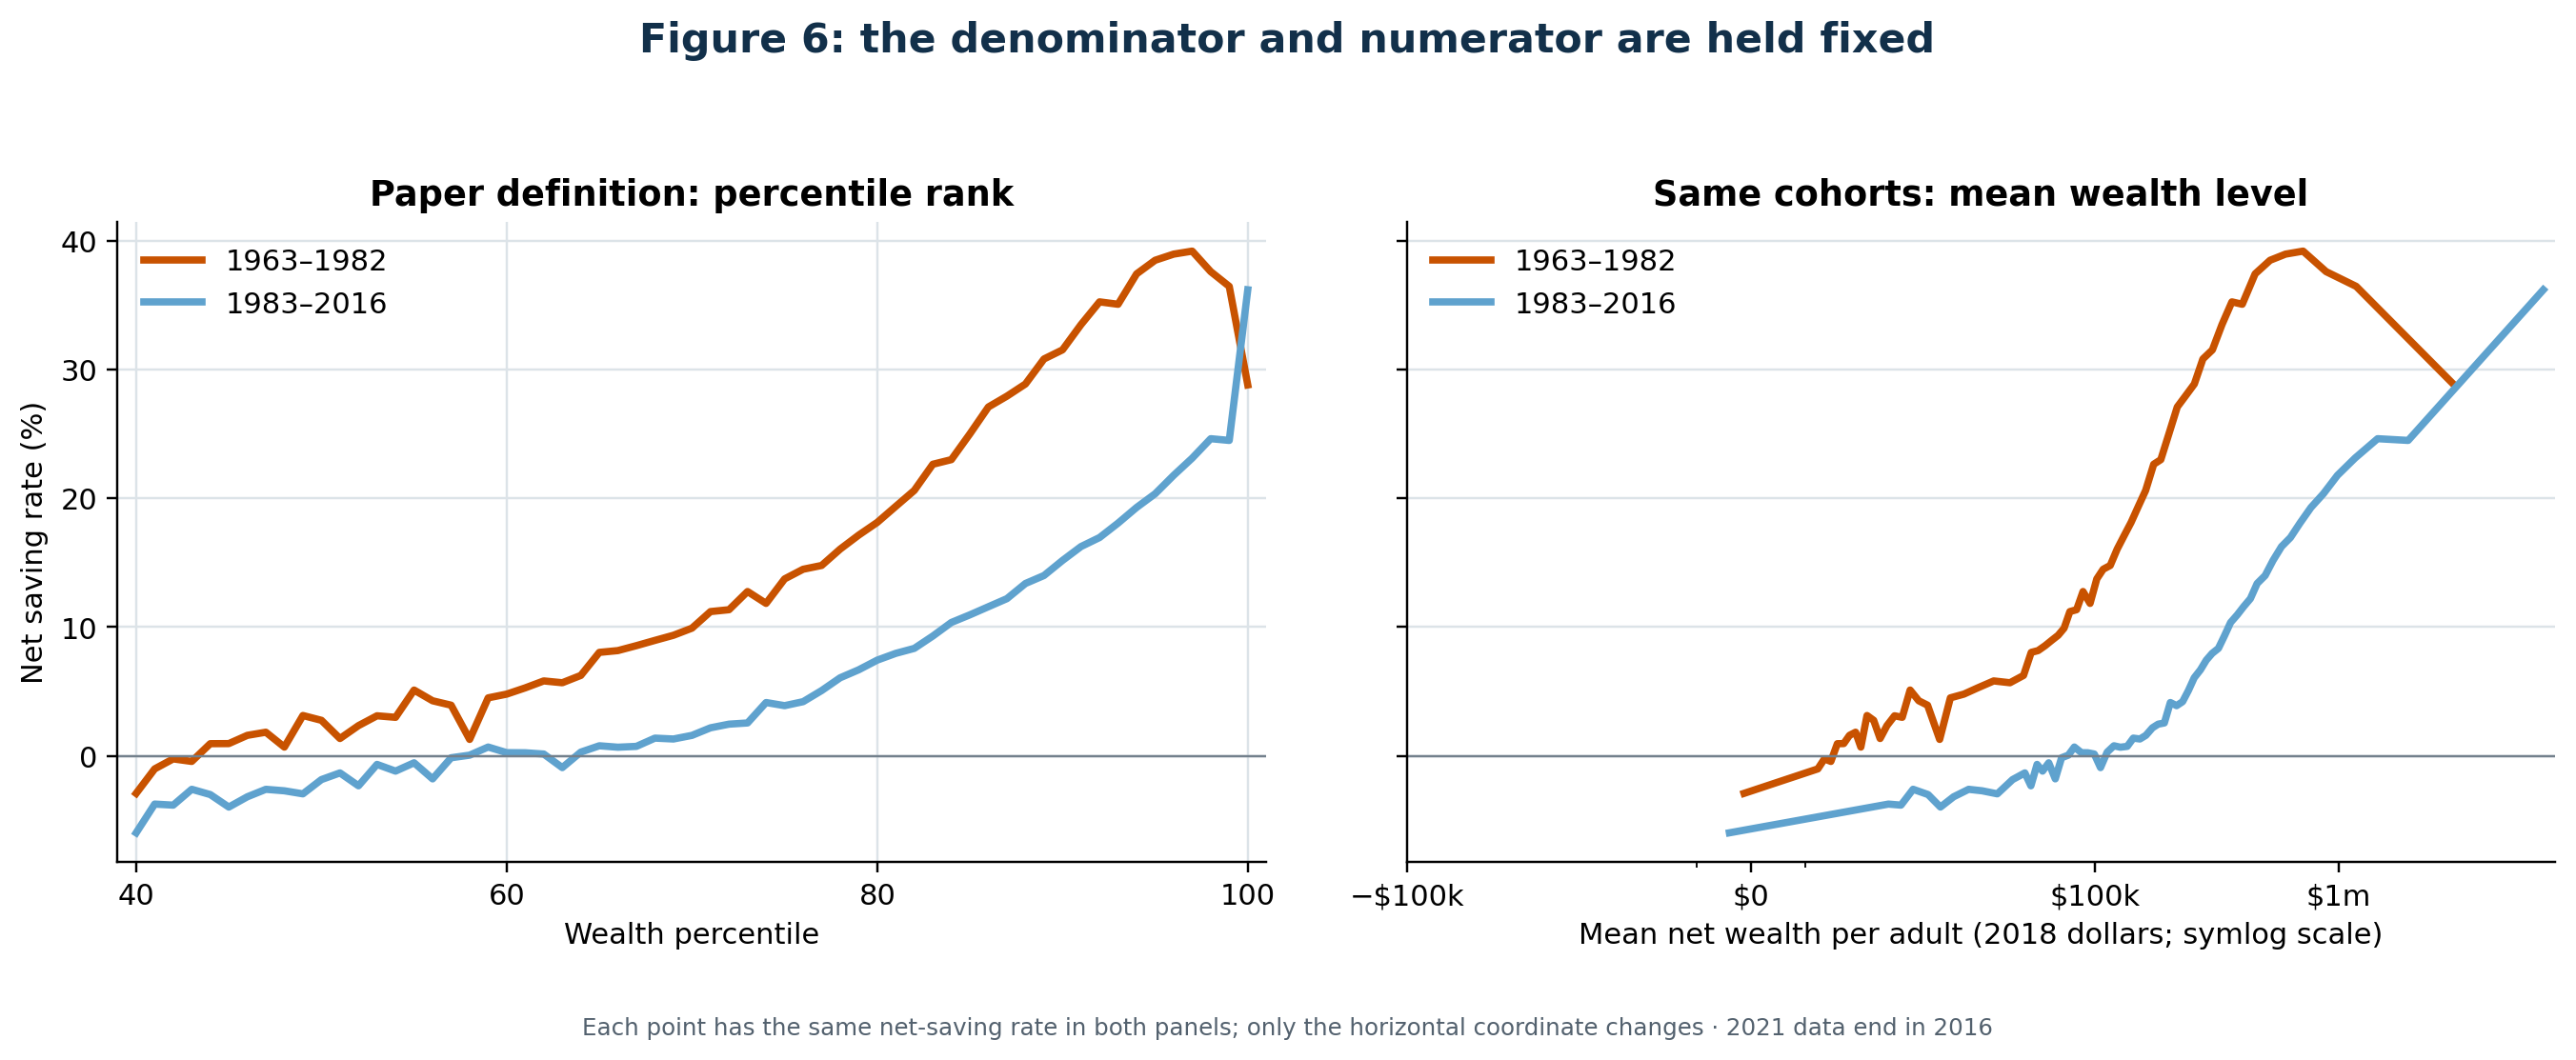 Figure 6: the denominator and numerator are held fixed
Paper definition: percentile rank
1963–1982
1983–2016
40
30
20
10
0
Net saving rate (%)
40
60
80
100
Wealth percentile
Same cohorts: mean wealth level
1963–1982
1983–2016
−$100k
$0
$100k
$1m
Mean net wealth per adult (2018 dollars; symlog scale)
Each point has the same net-saving rate in both panels; only the horizontal coordinate changes · 2021 data end in 2016